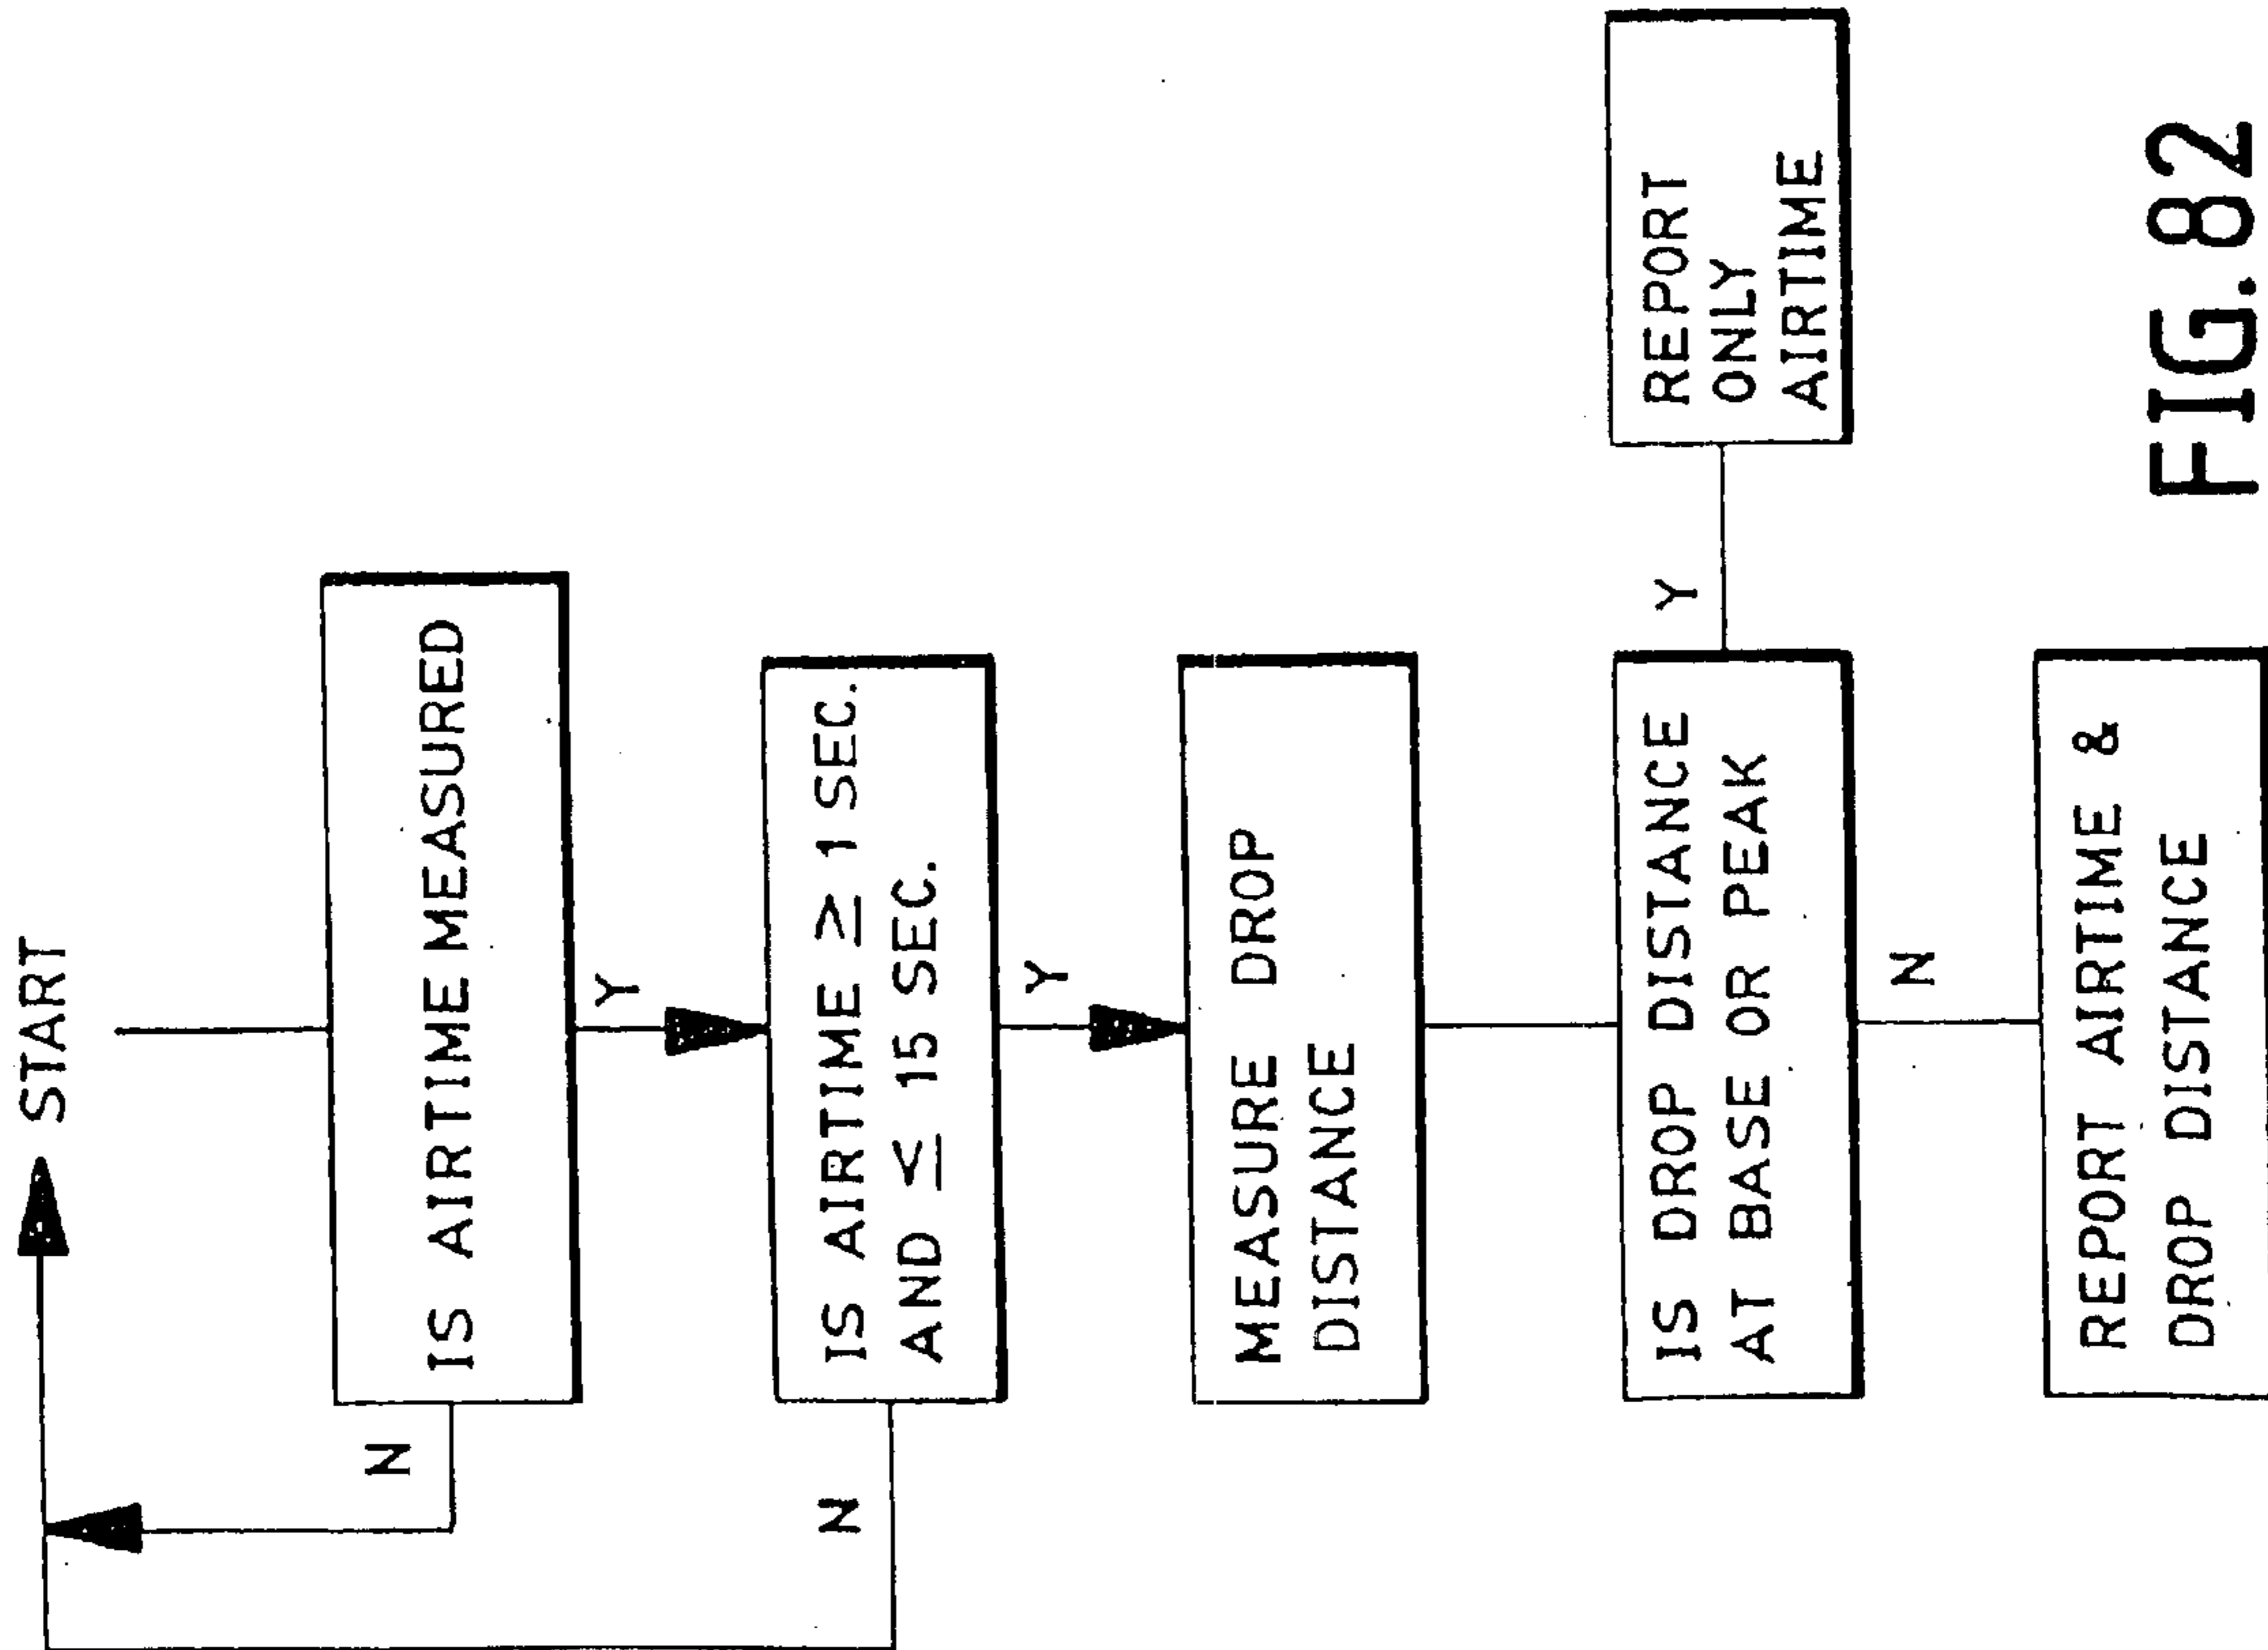 START
IS AIRTIME MEASURED
N
Y
IS AIRTIME ≥ 1 SEC.
AND ≤ 15 SEC.
N
Y
MEASURE DROP
DISTANCE
IS DROP DISTANCE
AT BASE OR PEAK
Y
REPORT
ONLY
AIRTIME
N
REPORT AIRTIME &
DROP DISTANCE
FIG.82